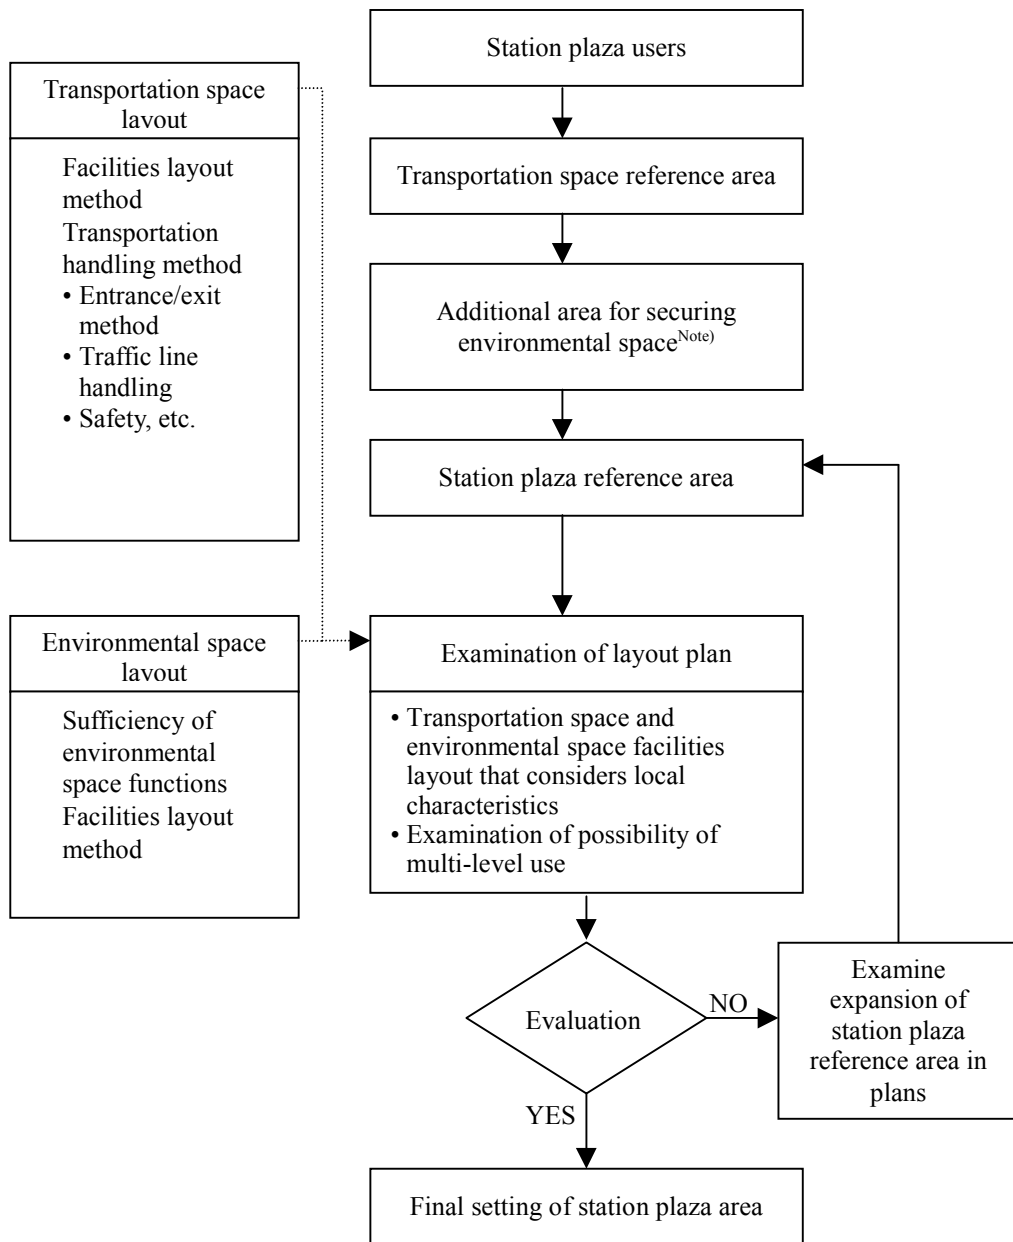 Station plaza users
Transportation space
lavout
Facilities layout
method
Transportation
handling method
• Entrance/exit
method
• Traffic line
handling
• Safety, etc.
Transportation space reference area
Additional area for securing
environmental space^Note)
Station plaza reference area
Environmental space
lavout
Sufficiency of
environmental
space functions
Facilities layout
method
Examination of layout plan
• Transportation space and
environmental space facilities
layout that considers local
characteristics
• Examination of possibility of
multi-level use
Evaluation
NO
Examine
expansion of
station plaza
reference area in
plans
YES
Final setting of station plaza area